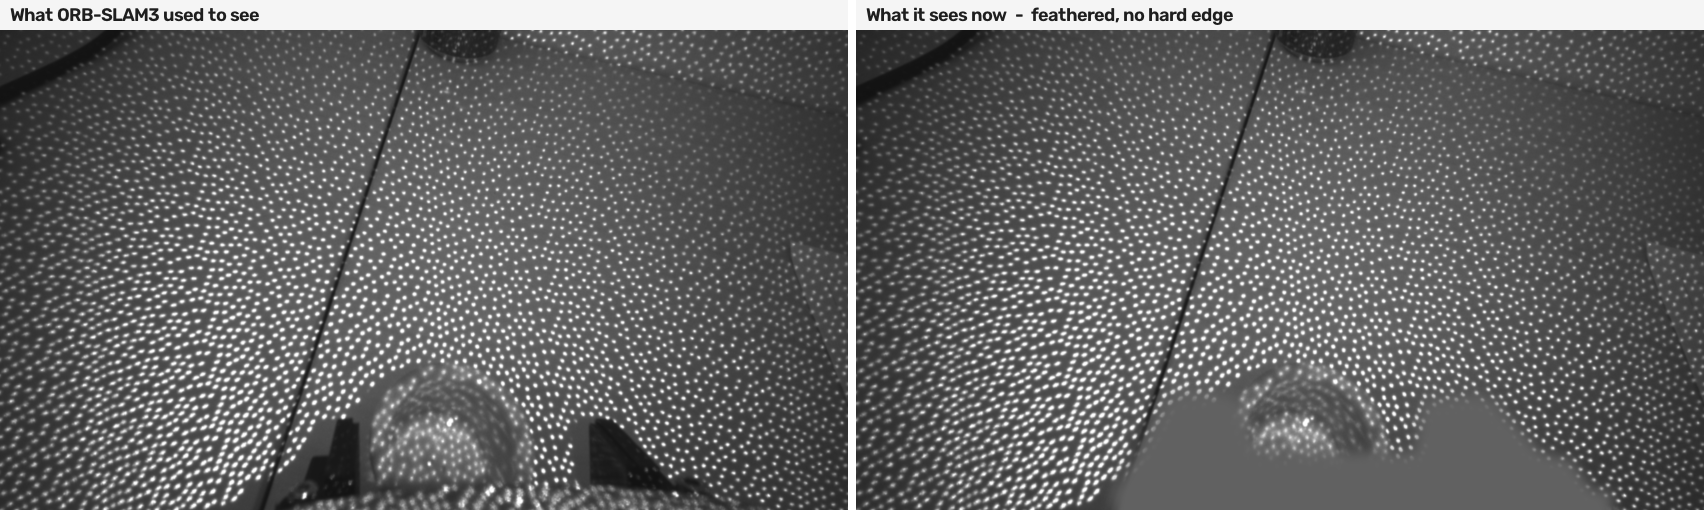 What ORB-SLAM3 used to see
What it sees now - feathered, no hard edge